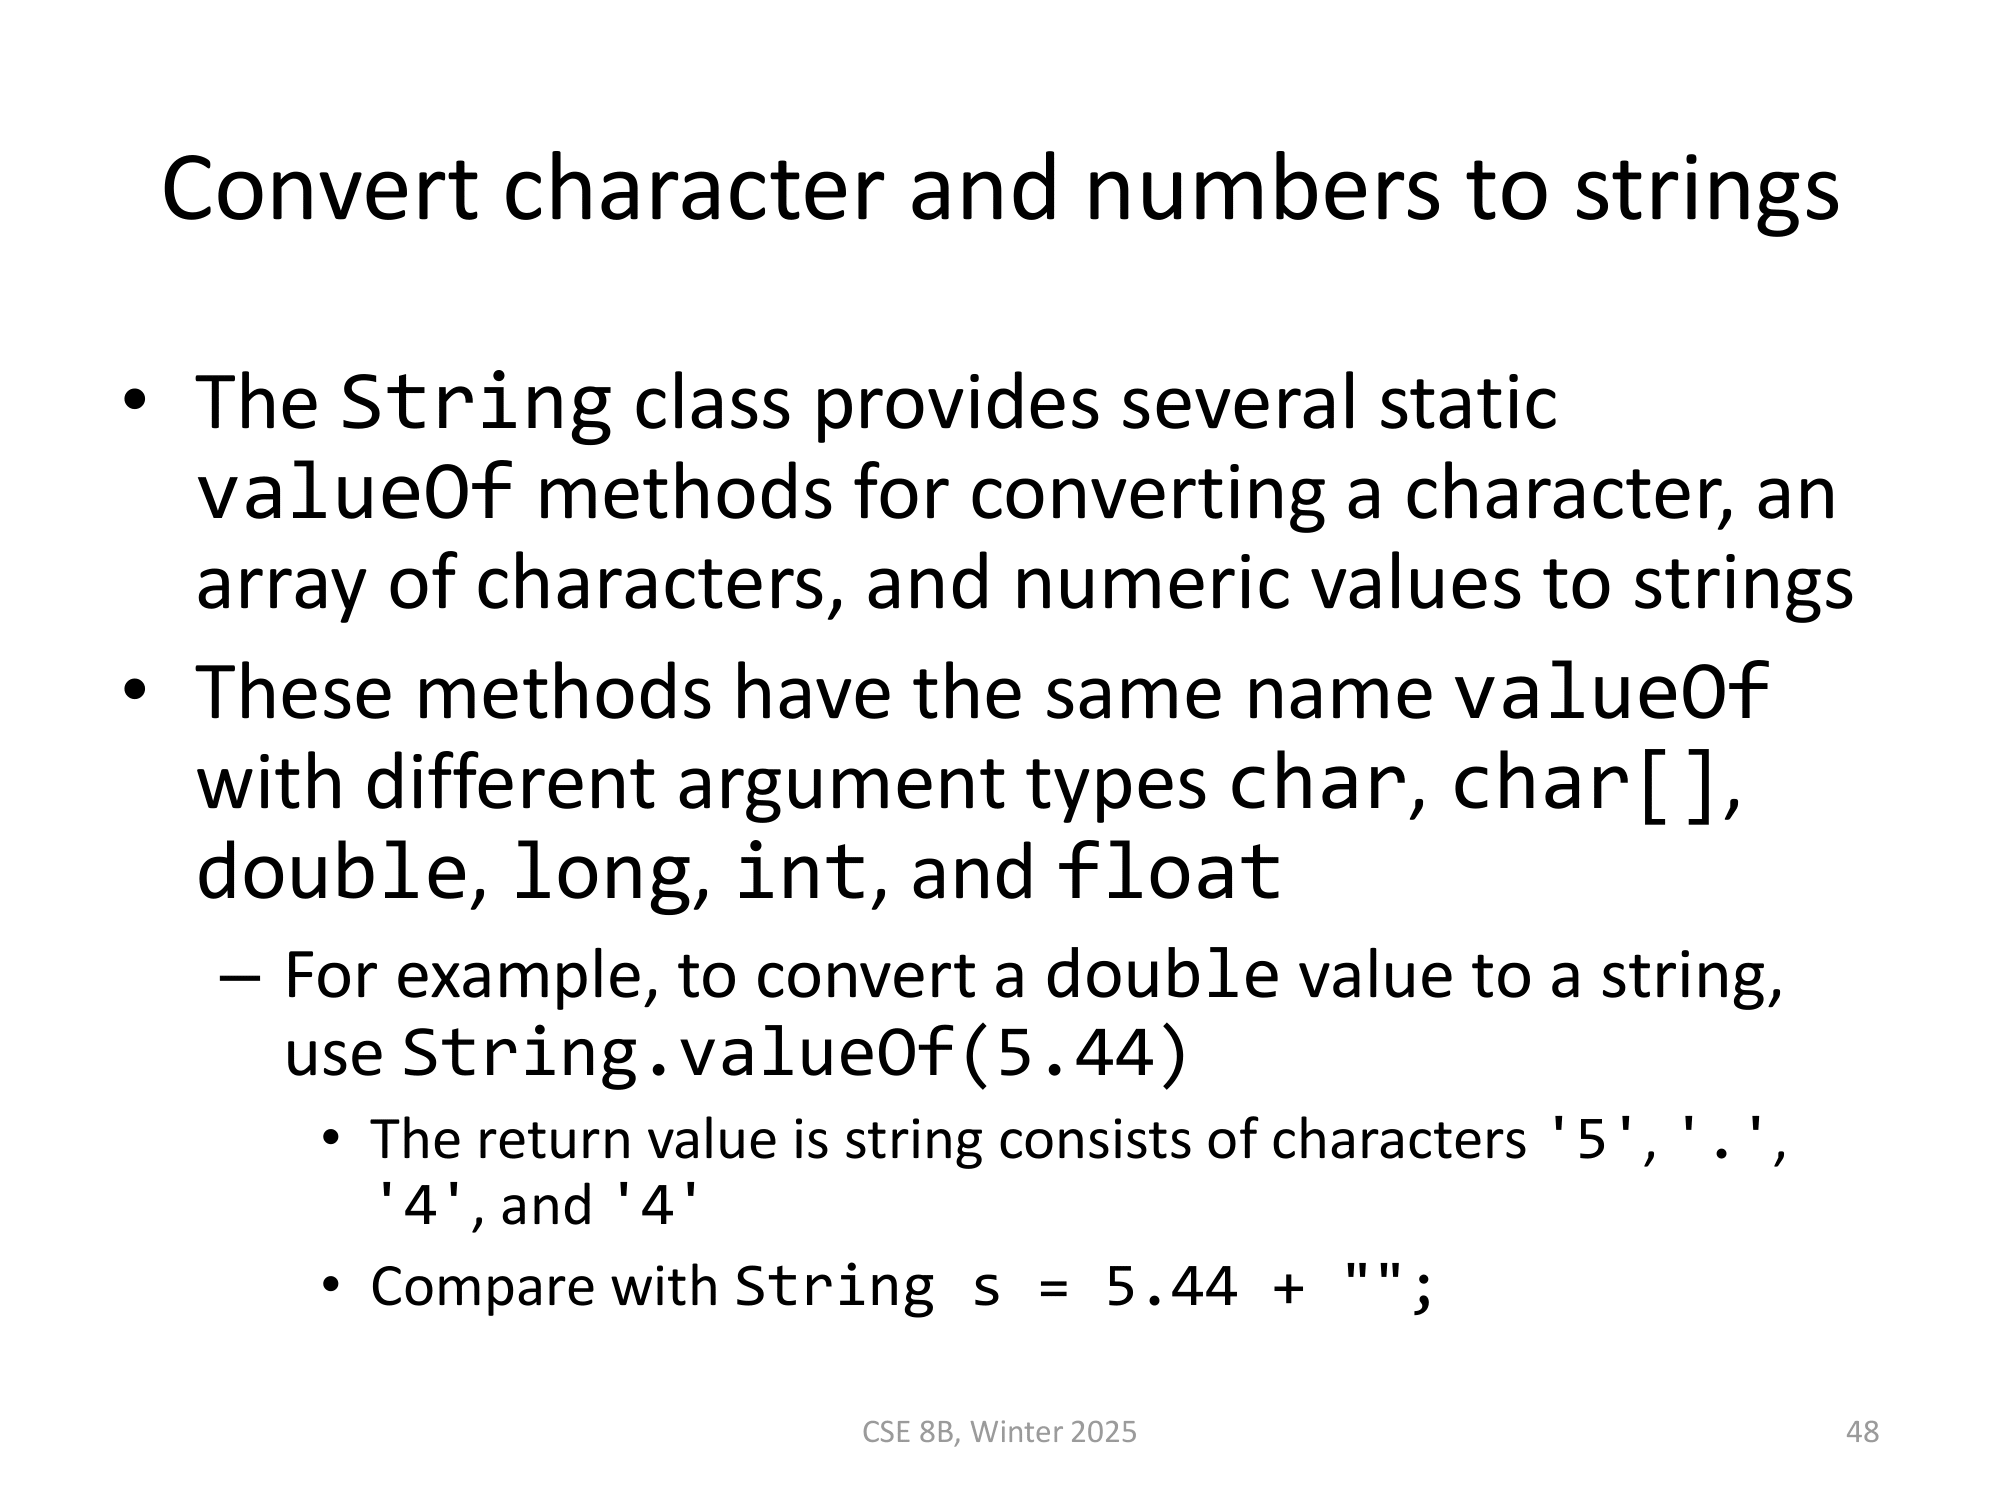 Convert character and numbers to strings
• The String class provides several static
valueOf methods for converting a character, an
array of characters, and numeric values to strings
• These methods have the same name valueOf
with different argument types char, char[],
double, long, int, and float
– For example, to convert a double value to a string,
use String.valueOf(5.44)
• The return value is string consists of characters '5', '.',
'4', and '4'
• Compare with String s = 5.44 + "";
CSE 8B, Winter 2025
48